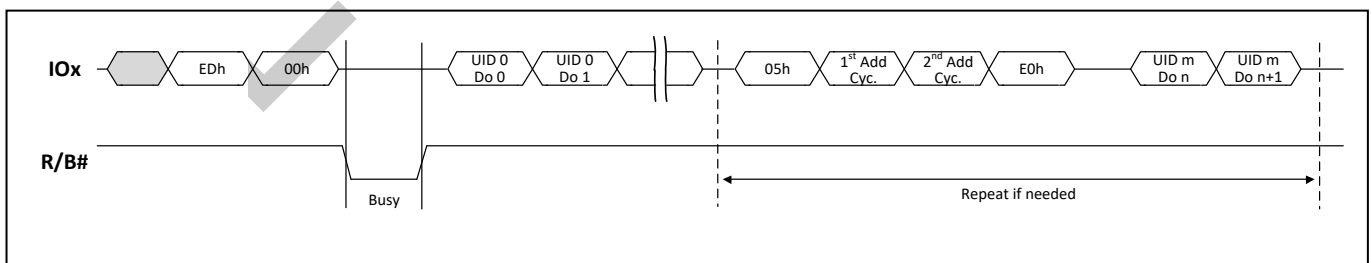 IOx
EDh
00h
UID 0
Do 0
UID 0
Do 1
05h
1st Add
Cyc.
2nd Add
Cyc.
E0h
UID m
Do n
UID m
Do n+1
R/B#
Busy
Repeat if needed